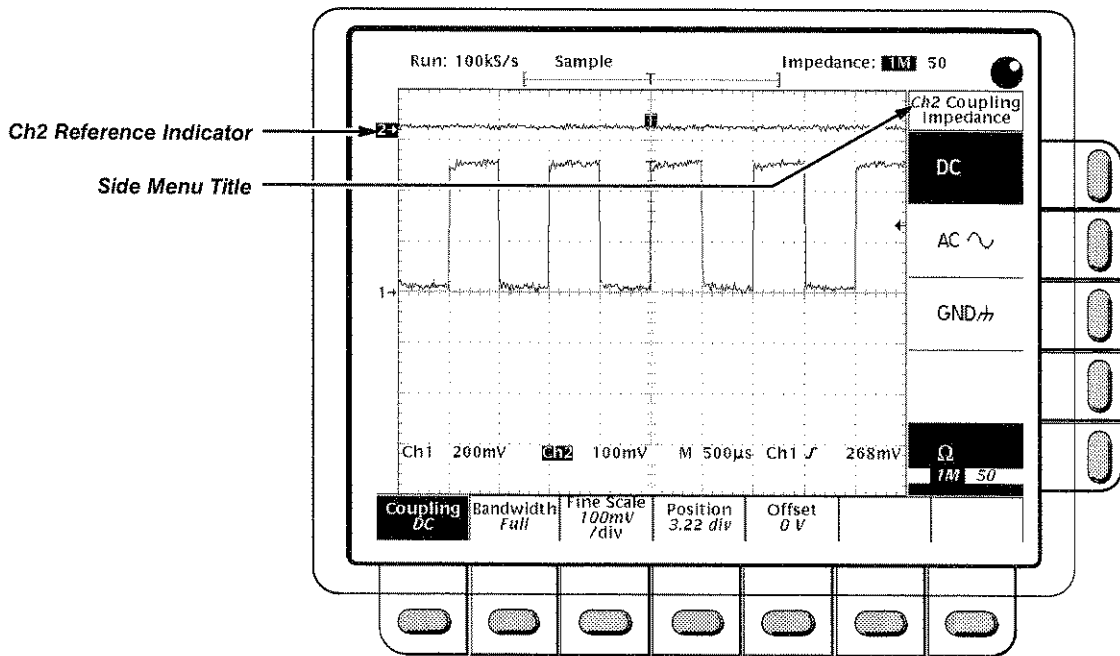 Run: 100kS/s Sample Impedance: 1M 50
T
Ch2 Coupling
Impedance
Ch2 Reference Indicator
2→
T
Side Menu Title
DC
AC
1→
GND
Ch1 200mV Ch2 100mV M 500µs Ch1 268mV
Ω
1M 50
Coupling
DC
Bandwidth
Full
Fine Scale
100mV
/div
Position
3.22 div
Offset
0 V